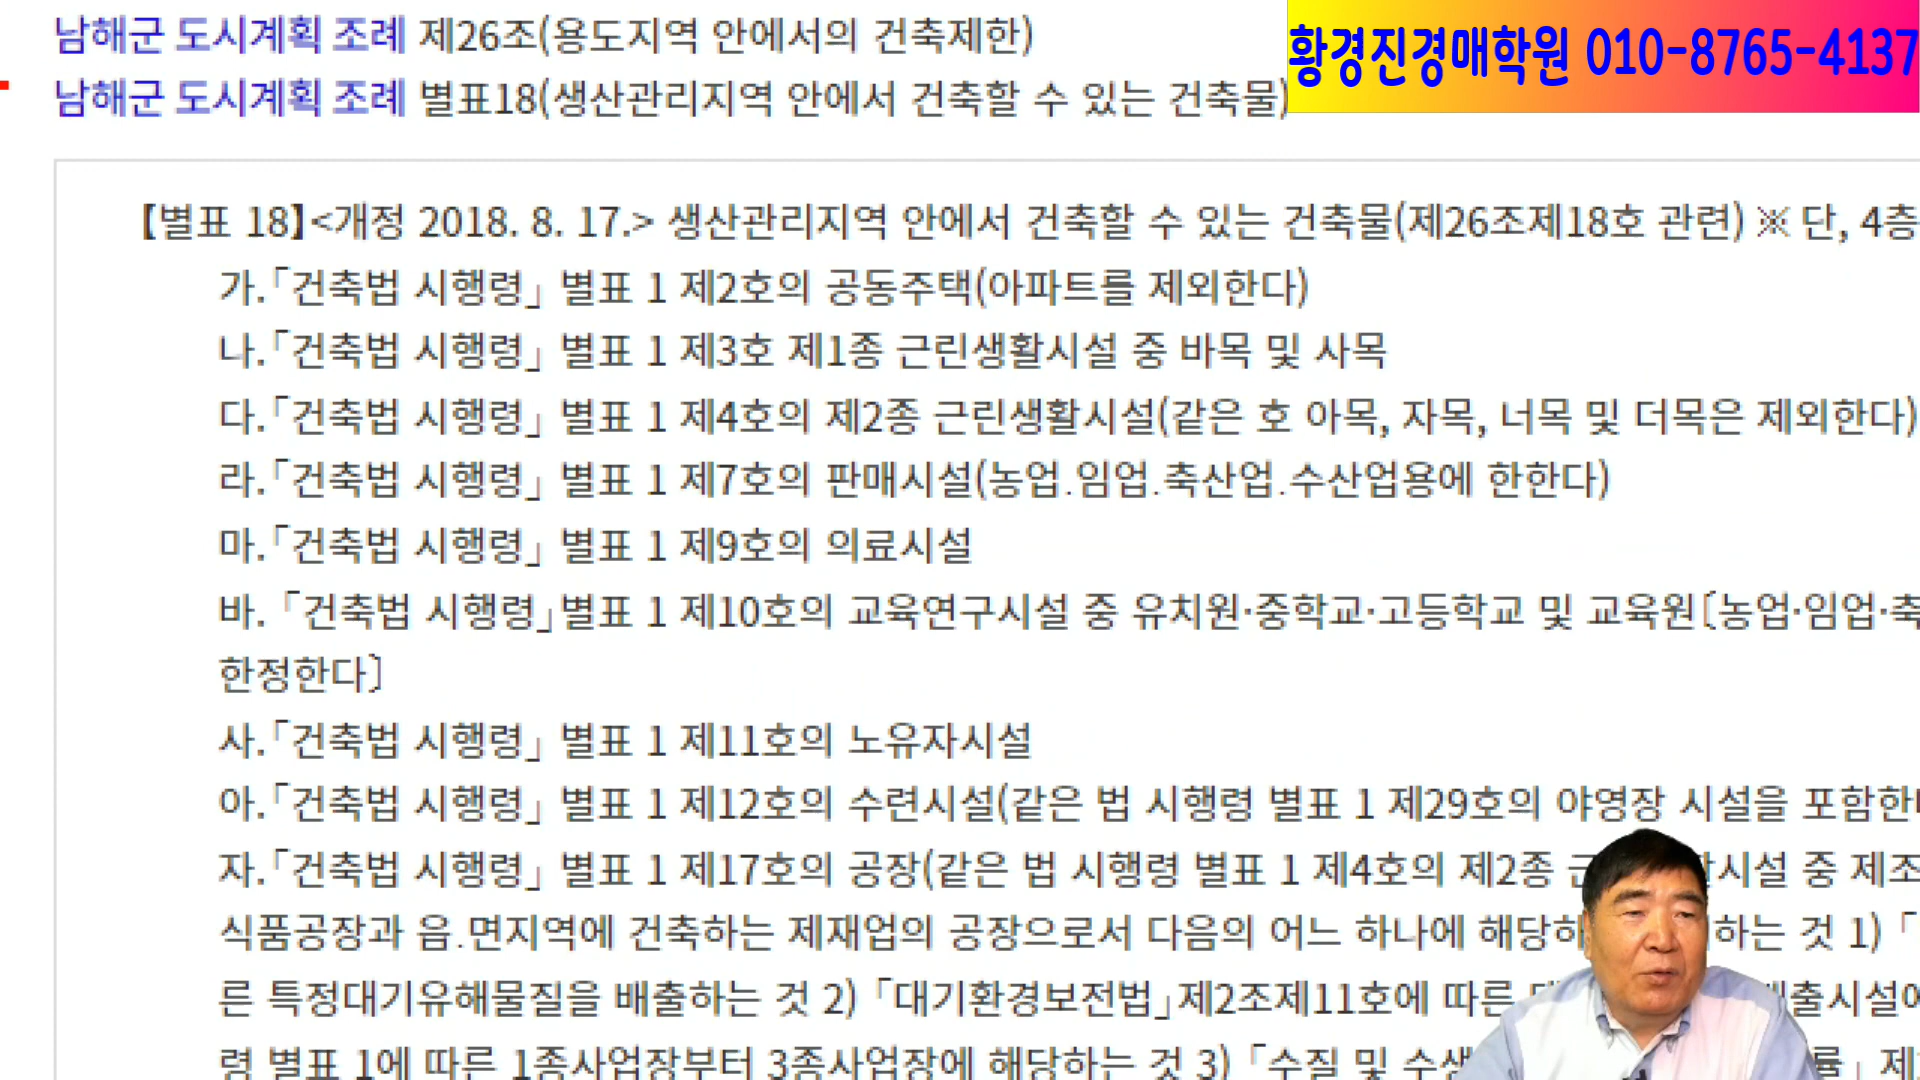 남해군 도시계획 조례 제26조(용도지역 안에서의 건축제한)
황경진경매학원 010-8765-4137
남해군 도시계획 조례 별표18(생산관리지역 안에서 건축할 수 있는 건축물)
【별표 18】<개정 2018. 8. 17.> 생산관리지역 안에서 건축할 수 있는 건축물(제26조제18호 관련) ※ 단, 4층
가.「건축법 시행령」 별표 1 제2호의 공동주택(아파트를 제외한다)
나.「건축법 시행령」 별표 1 제3호 제1종 근린생활시설 중 바목 및 사목
다.「건축법 시행령」 별표 1 제4호의 제2종 근린생활시설(같은 호 아목, 자목, 너목 및 더목은 제외한다)
라.「건축법 시행령」 별표 1 제7호의 판매시설(농업.임업.축산업.수산업용에 한한다)
마.「건축법 시행령」 별표 1 제9호의 의료시설
바. 「건축법 시행령」별표 1 제10호의 교육연구시설 중 유치원·중학교·고등학교 및 교육원〔농업·임업·축
한정한다〕
사.「건축법 시행령」 별표 1 제11호의 노유자시설
아.「건축법 시행령」 별표 1 제12호의 수련시설(같은 법 시행령 별표 1 제29호의 야영장 시설을 포함한
자.「건축법 시행령」 별표 1 제17호의 공장(같은 법 시행령 별표 1 제4호의 제2종 시설 중 제조
식품공장과 읍.면지역에 건축하는 제재업의 공장으로서 다음의 어느 하나에 해당하 하는 것 1) 「
른 특정대기유해물질을 배출하는 것 2) 「대기환경보전법」제2조제11호에 따른 배출시설에
령 별표 1에 따른 1종사업장부터 3종사업장에 해당하는 것 3) 「수질 및 수생 률」 제